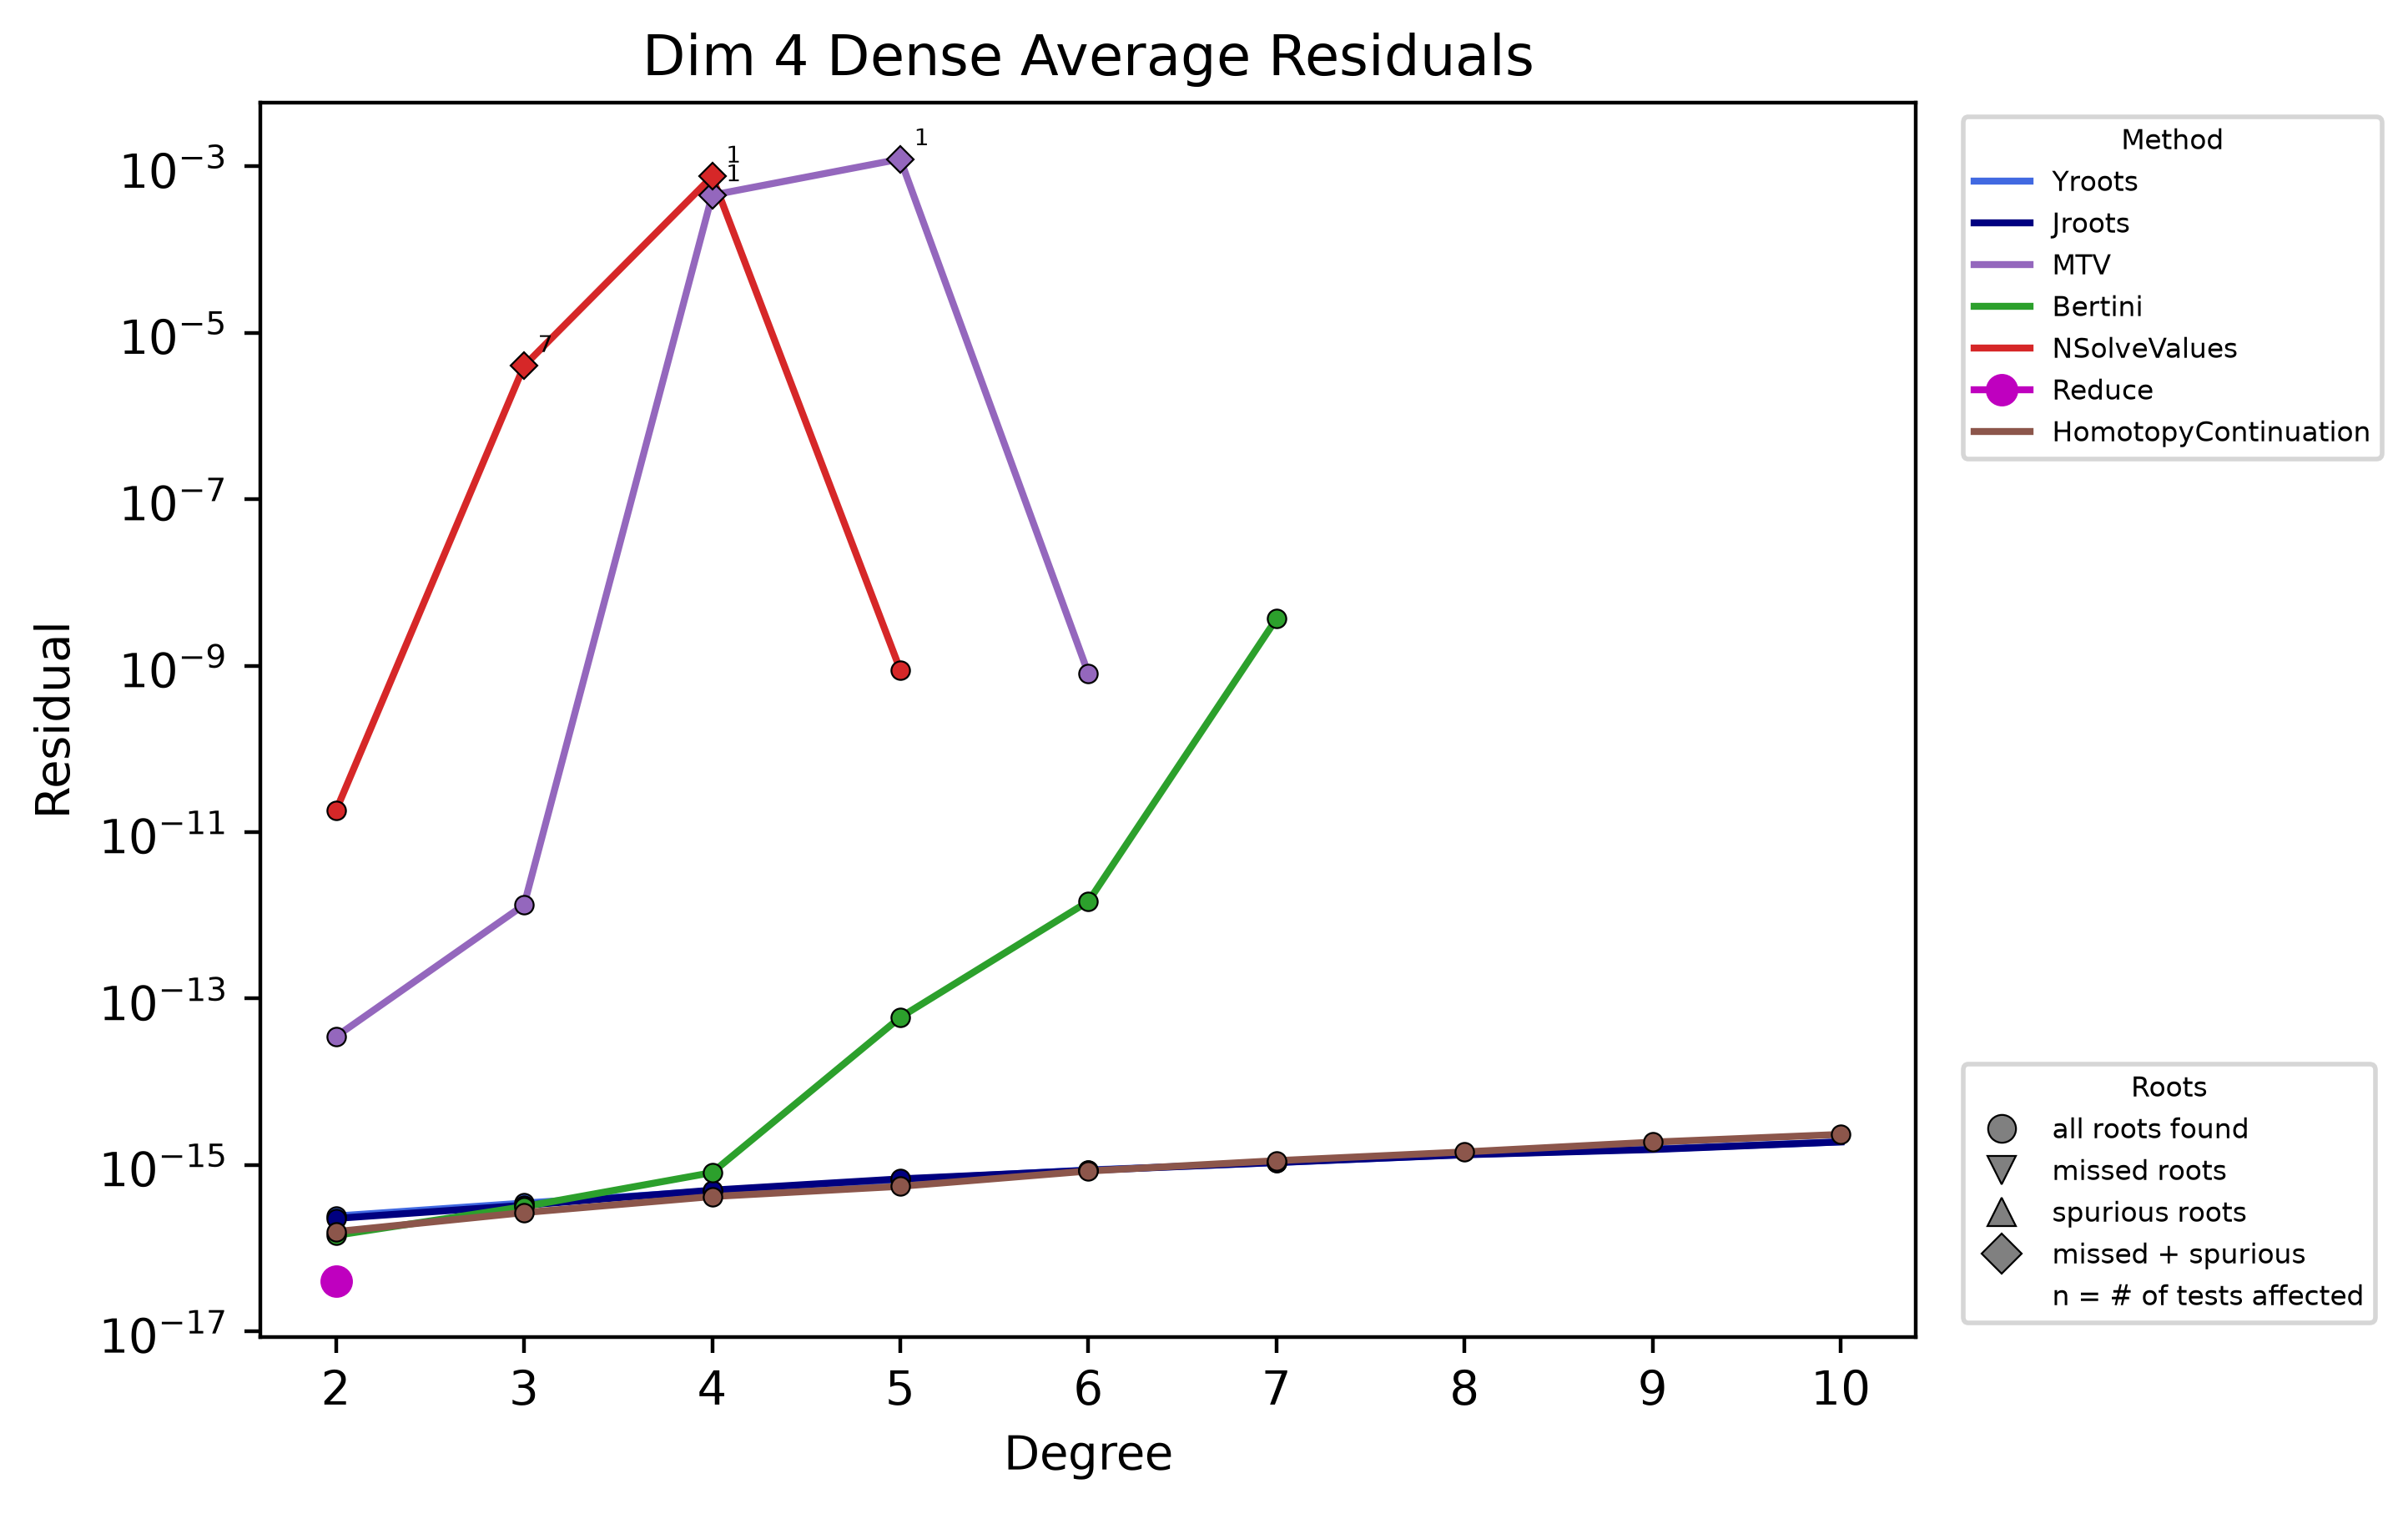 Dim 4 Dense Average Residuals
Residual
10⁻³
10⁻⁵
10⁻⁷
10⁻⁹
10⁻¹¹
10⁻¹³
10⁻¹⁵
10⁻¹⁷
1
1
1
7
2 3 4 5 6 7 8 9 10
Degree
Method
Yroots
Jroots
MTV
Bertini
NSolveValues
Reduce
HomotopyContinuation
Roots
all roots found
missed roots
spurious roots
missed + spurious
n = # of tests affected